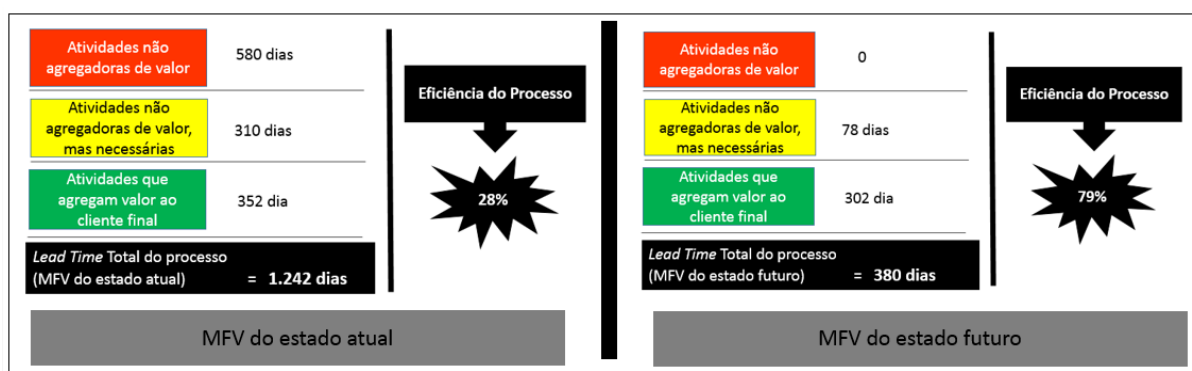 Atividades não
agregadoras de valor
580 dias
Atividades não
agregadoras de valor,
mas necessárias
310 dias
Atividades que
agregam valor ao
cliente final
352 dia
Lead Time Total do processo
(MFV do estado atual) = 1.242 dias
Eficiência do Processo
28%
MFV do estado atual
Atividades não
agregadoras de valor
0
Atividades não
agregadoras de valor,
mas necessárias
78 dias
Atividades que
agregam valor ao
cliente final
302 dia
Lead Time Total do processo
(MFV do estado futuro) = 380 dias
Eficiência do Processo
79%
MFV do estado futuro